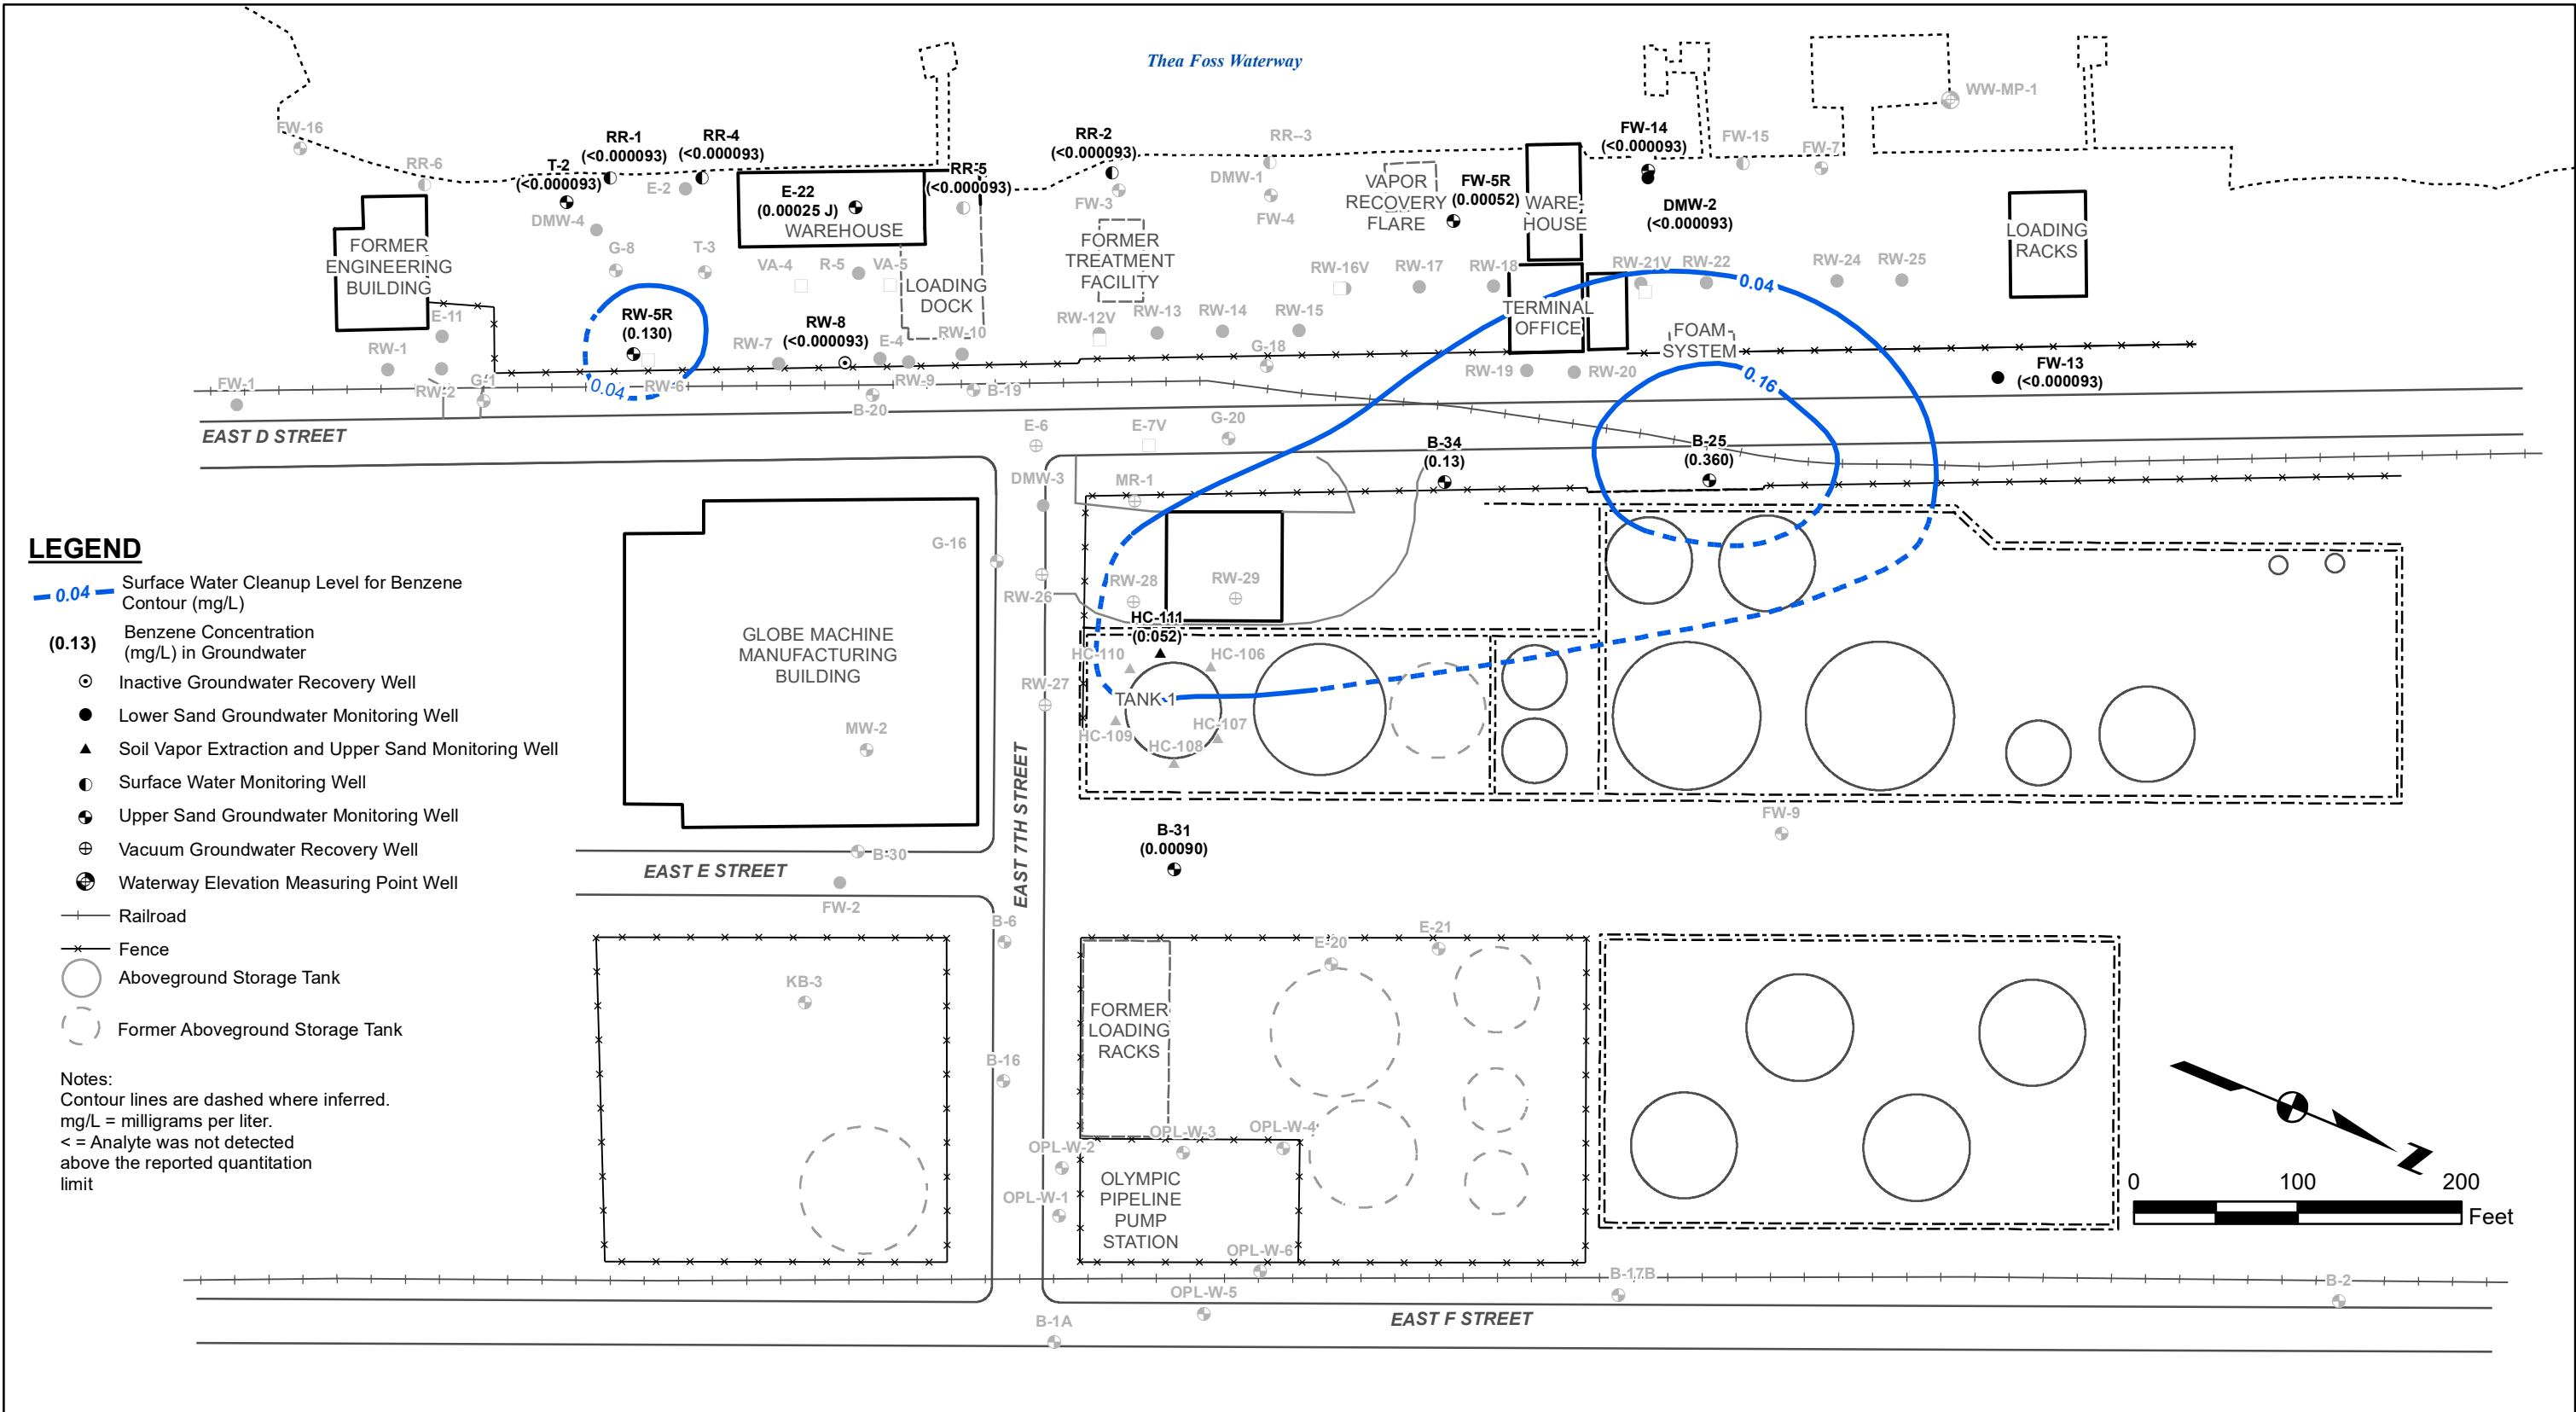 Thea Foss Waterway
WW-MP-1
FW-16
RR-1
(<0.000093)
RR-4
(<0.000093)
RR-2
(<0.000093)
RR--3
FW-14
(<0.000093)
FW-15
FW-7
RR-6
T-2
(<0.000093)
E-2
E-22
(0.00025 J)
WAREHOUSE
RR-5
(<0.000093)
FW-3
DMW-1
FW-4
VAPOR
RECOVERY
FLARE
FW-5R
(0.00052)
WARE-
HOUSE
DMW-2
(<0.000093)
LOADING
RACKS
DMW-4
G-8
T-3
FORMER
ENGINEERING
BUILDING
VA-4
R-5
VA-5
LOADING
DOCK
FORMER
TREATMENT
FACILITY
RW-16V
RW-17
RW-18
RW-21V
RW-22
0.04
RW-24
RW-25
E-11
RW-5R
(0.130)
RW-8
(<0.000093)
RW-7
E-4
RW-10
RW-12V
RW-13
RW-14
RW-15
TERMINAL
OFFICE
FOAM
SYSTEM
RW-1
G-18
FW-1
RW-2
G-1
0.04
RW-6
RW-9
B-19
B-20
RW-19
RW-20
0.16
FW-13
(<0.000093)
EAST D STREET
E-6
E-7V
G-20
B-34
(0.13)
B-25
(0.360)
DMW-3
MR-1
G-16
RW-26
RW-28
RW-29
HC-111
(0.052)
HC-110
HC-106
RW-27
TANK 1
HC-109
HC-107
HC-108
GLOBE MACHINE
MANUFACTURING
BUILDING
MW-2
EAST 7TH STREET
FW-9
B-31
(0.00090)
B-30
EAST E STREET
FW-2
B-6
E-20
E-21
KB-3
FORMER
LOADING
RACKS
B-16
OPL-W-2
OPL-W-3
OPL-W-4
OPL-W-1
OLYMPIC
PIPELINE
PUMP
STATION
OPL-W-6
OPL-W-5
B-1A
EAST F STREET
B-2
LEGEND
0.04
Surface Water Cleanup Level for Benzene
Contour (mg/L)
(0.13)
Benzene Concentration
(mg/L) in Groundwater
Inactive Groundwater Recovery Well
Lower Sand Groundwater Monitoring Well
Soil Vapor Extraction and Upper Sand Monitoring Well
Surface Water Monitoring Well
Upper Sand Groundwater Monitoring Well
Vacuum Groundwater Recovery Well
Waterway Elevation Measuring Point Well
Railroad
Fence
Aboveground Storage Tank
Former Aboveground Storage Tank
Notes:
Contour lines are dashed where inferred.
mg/L = milligrams per liter.
< = Analyte was not detected
above the reported quantitation
limit
N
0 100 200
Feet